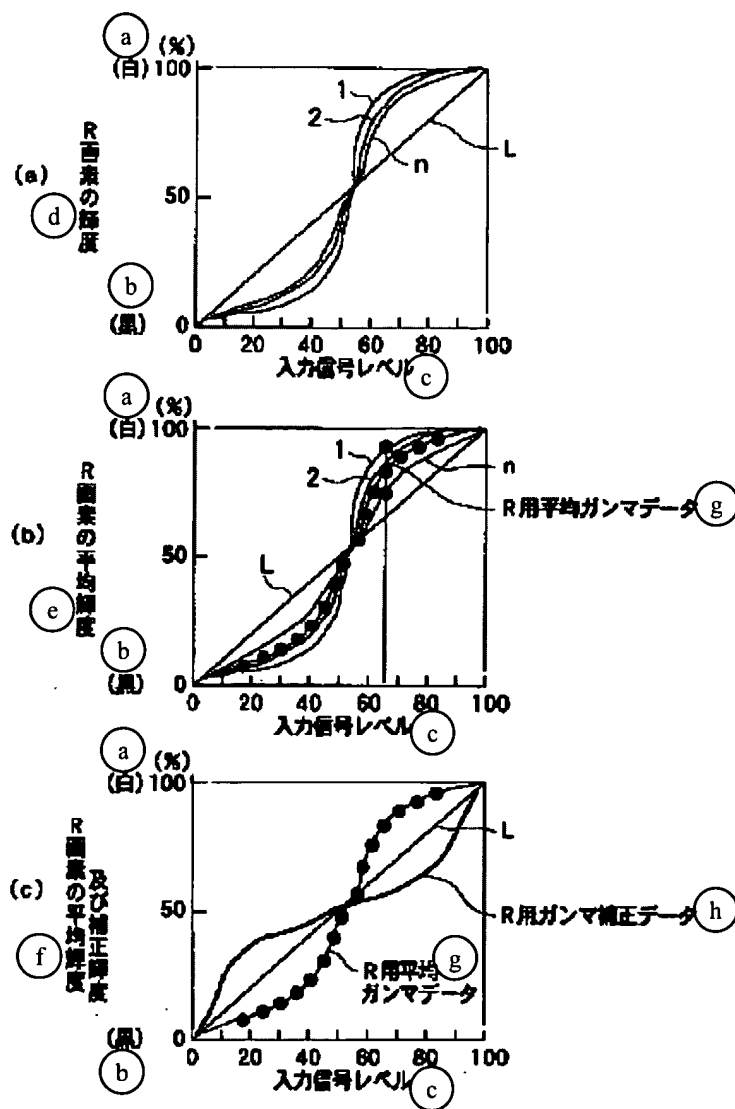 a
(%)
(白) 100
1
2
n
L
(a)
R画素の輝度
d
50
b
(黒)
0
0 20 40 60 80 100
入力信号レベル
c
a
(%)
(白) 100
1
2
n
R用平均ガンマデータ
g
(b)
R画素の平均輝度
e
L
50
b
(黒)
0
0 20 40 60 80 100
入力信号レベル
c
a
(%)
(白) 100
L
(c)
R画素の平均輝度
及び補正輝度
f
50
R用ガンマ補正データ
h
R用平均
ガンマデータ
g
0
(黒)
b
0 20 40 60 80 100
入力信号レベル
c